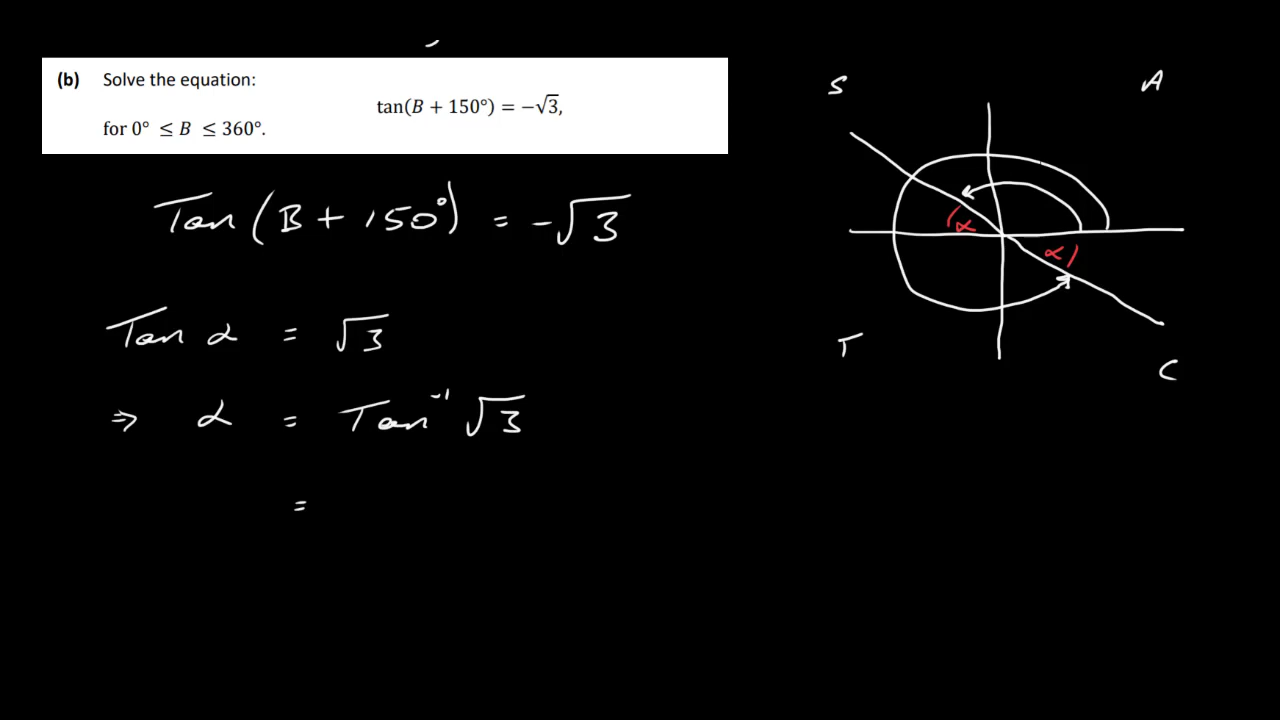 (b) Solve the equation:
tan(B + 150°) = −√3,
for 0° ≤ B ≤ 360°.
Tan (B + 150°) = -√3
Tan α = √3
⇒ α = Tan⁻¹ √3
=
S A
α
α
T C